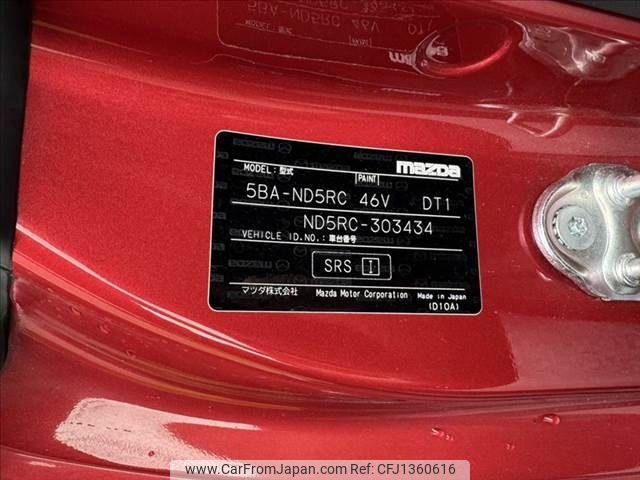 MODEL: 型式 PAINT mazda
5BA-ND5RC 46V DT1
ND5RC-303434
VEHICLE ID.NO.: 車台番号
SRS I
マツダ株式会社 Mazda Motor Corporation Made in Japan
(D10A)
www.CarFromJapan.com - CFJ1360616